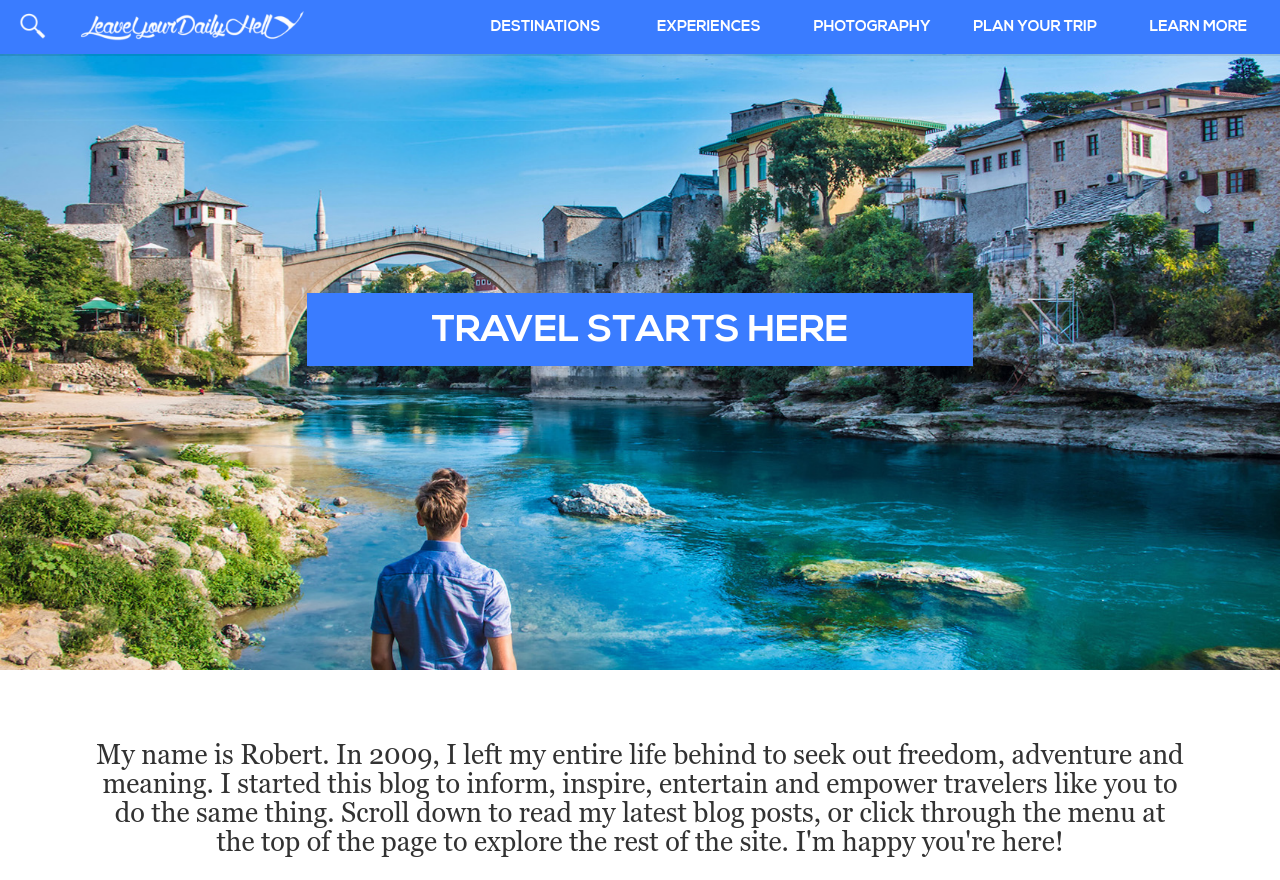 LeaveYourDailyHell
DESTINATIONS
EXPERIENCES
PHOTOGRAPHY
PLAN YOUR TRIP
LEARN MORE
TRAVEL STARTS HERE
My name is Robert. In 2009, I left my entire life behind to seek out freedom, adventure and
meaning. I started this blog to inform, inspire, entertain and empower travelers like you to
do the same thing. Scroll down to read my latest blog posts, or click through the menu at
the top of the page to explore the rest of the site. I'm happy you're here!